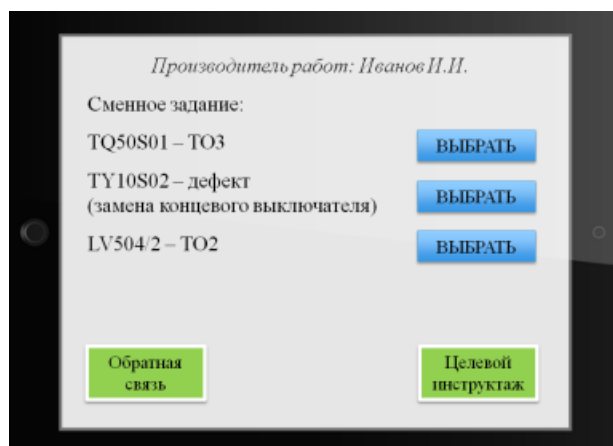 Производитель работ: Иванов И.И.
Сменное задание:
TQ50S01 – ТО3
ВЫБРАТЬ
TY10S02 – дефект
(замена концевого выключателя)
ВЫБРАТЬ
LV504/2 – ТО2
ВЫБРАТЬ
Обратная
связь
Целевой
инструктаж